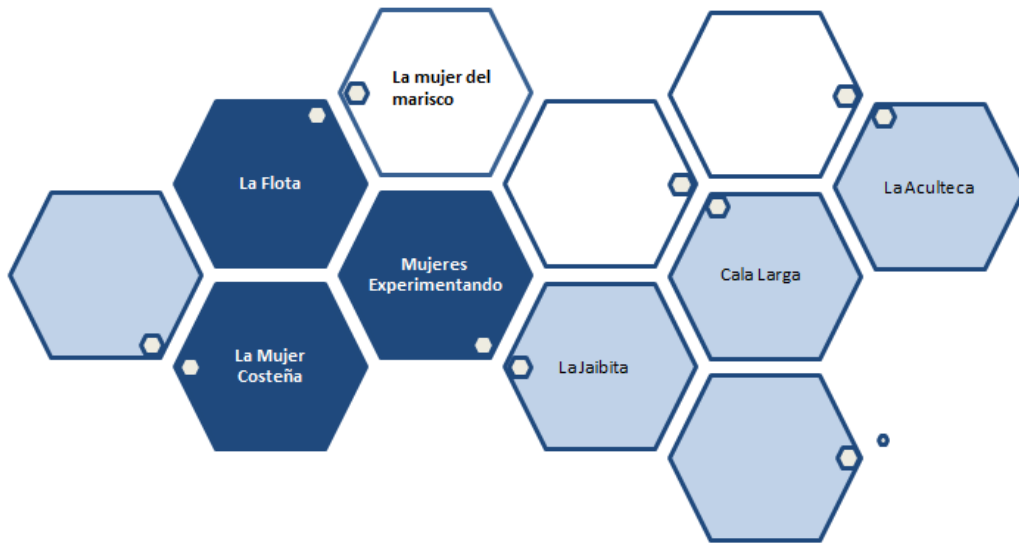 La mujer del
marisco
La Flota
La Aculteca
Mujeres
Experimentando
Cala Larga
La Mujer
Costeña
La Jaibita